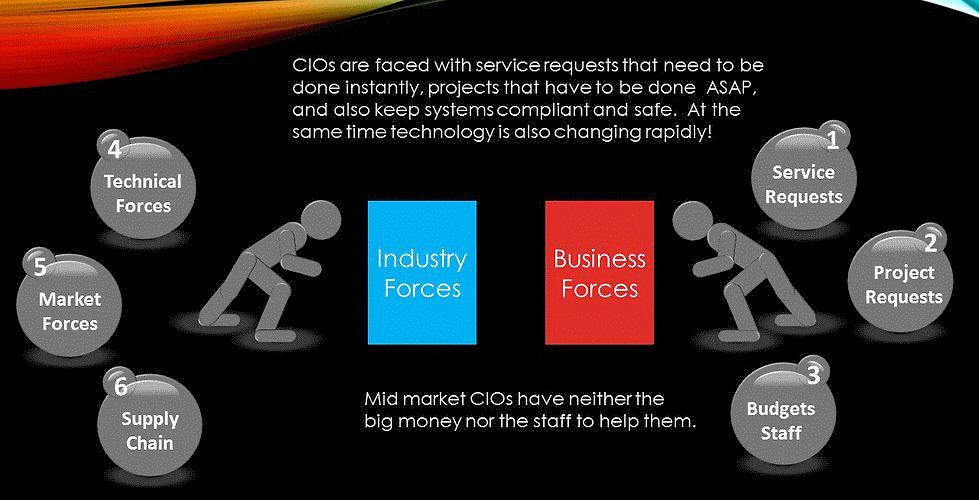 CIOs are faced with service requests that need to be
done instantly, projects that have to be done ASAP,
and also keep systems compliant and safe. At the
same time technology is also changing rapidly!
4
Technical
Forces
5
Market
Forces
6
Supply
Chain
Industry
Forces
Business
Forces
1
Service
Requests
2
Project
Requests
3
Budgets
Staff
Mid market CIOs have neither the
big money nor the staff to help them.